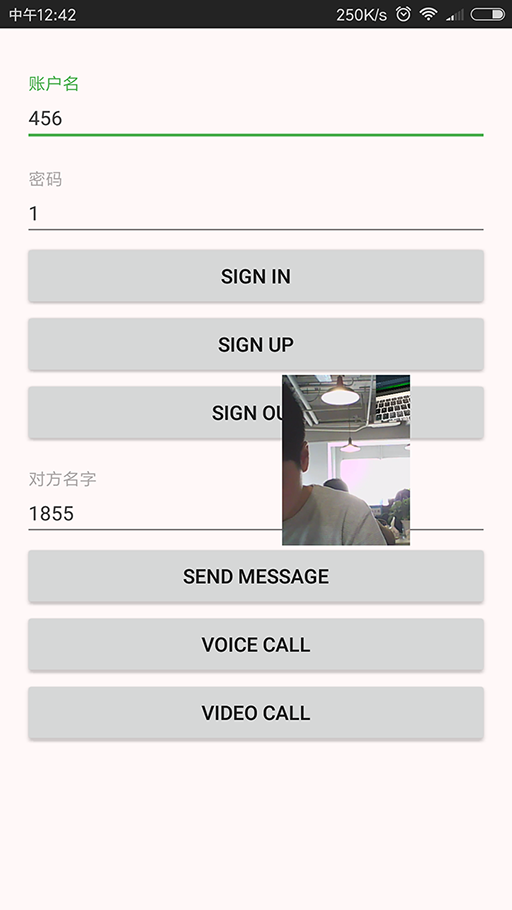 中午12:42 250K/s
账户名
456
密码
1
SIGN IN
SIGN UP
SIGN OU
对方名字
1855
SEND MESSAGE
VOICE CALL
VIDEO CALL